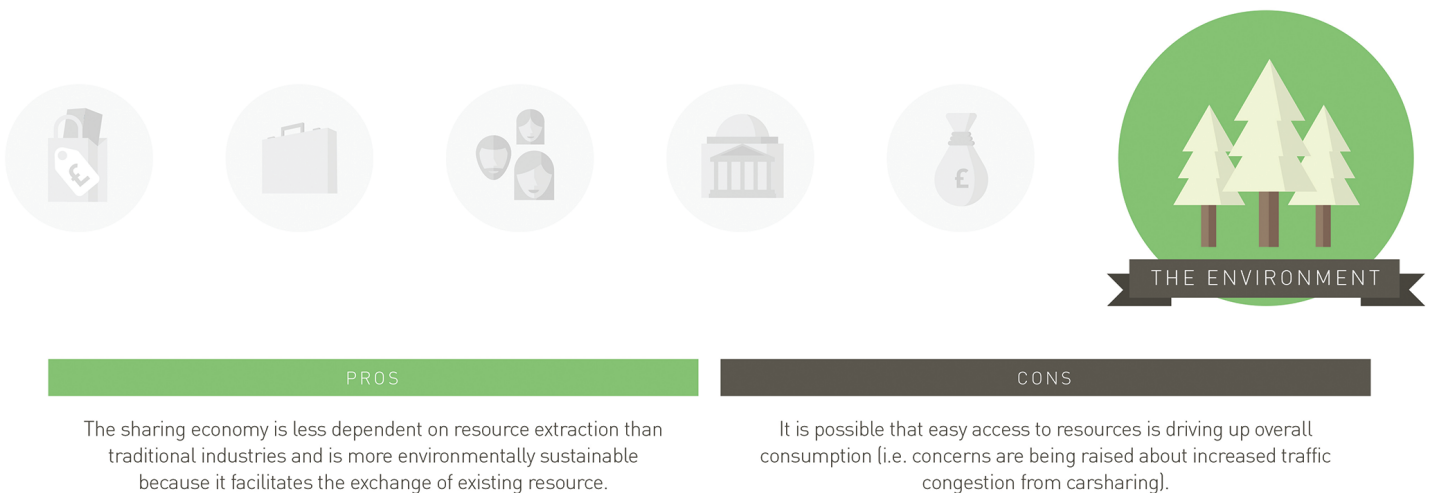 £
£
THE ENVIRONMENT
PROS
The sharing economy is less dependent on resource extraction than
traditional industries and is more environmentally sustainable
because it facilitates the exchange of existing resource.
CONS
It is possible that easy access to resources is driving up overall
consumption (i.e. concerns are being raised about increased traffic
congestion from carsharing).